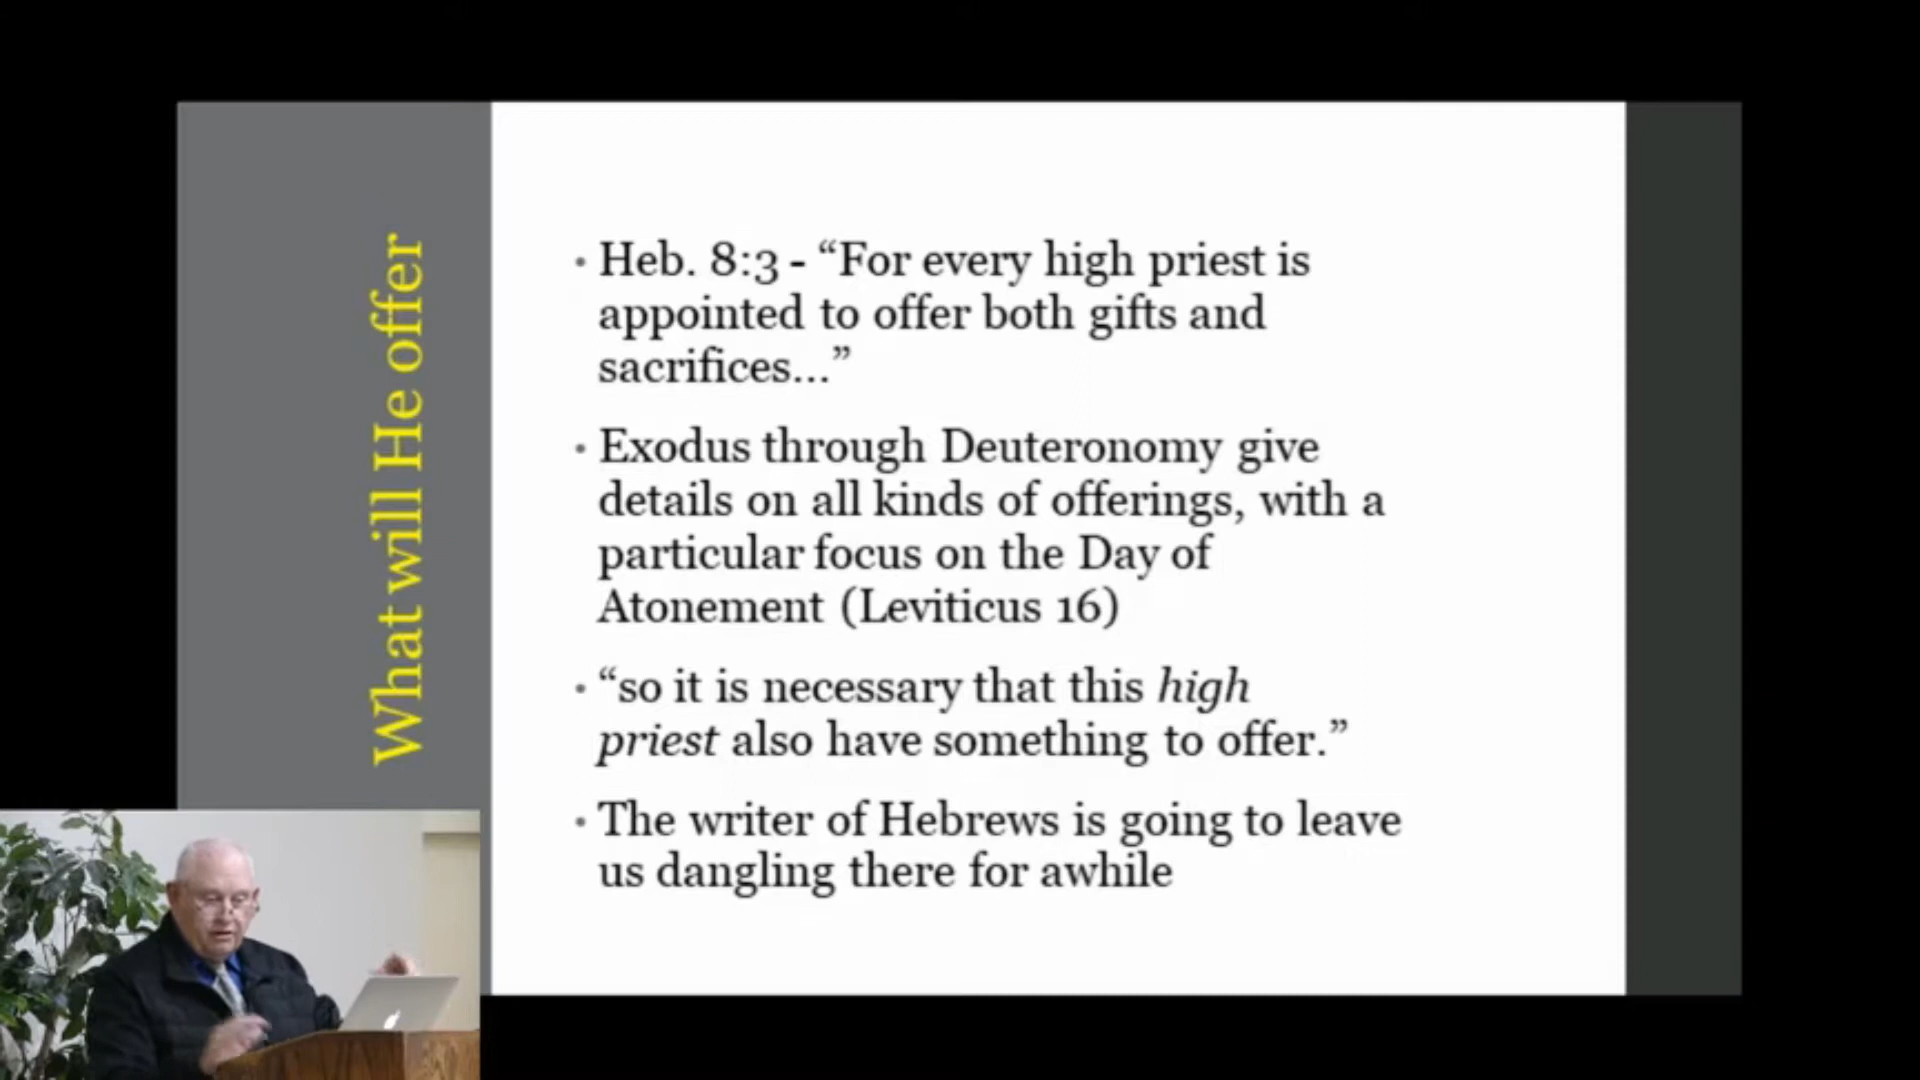 What will He offer
• Heb. 8:3 - “For every high priest is
appointed to offer both gifts and
sacrifices...”
• Exodus through Deuteronomy give
details on all kinds of offerings, with a
particular focus on the Day of
Atonement (Leviticus 16)
• “so it is necessary that this high
priest also have something to offer.”
• The writer of Hebrews is going to leave
us dangling there for awhile